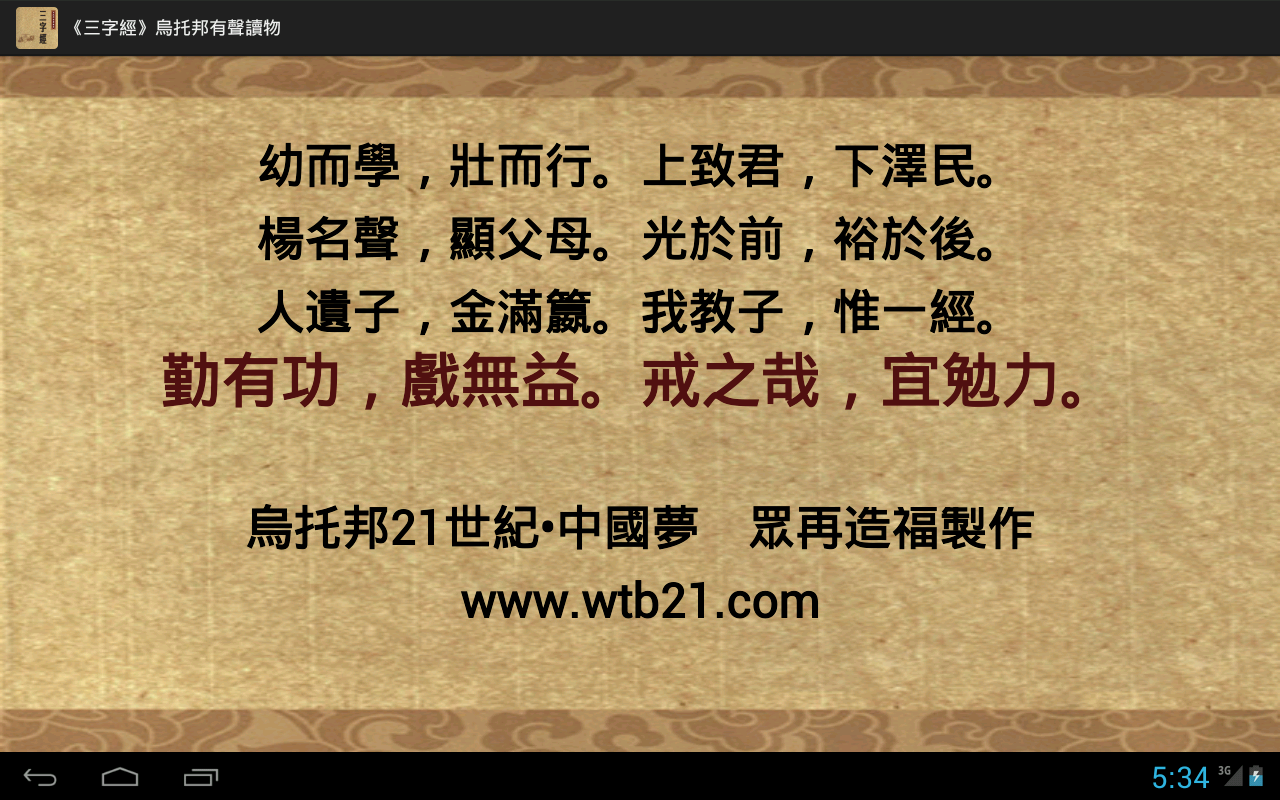 《三字經》烏托邦有聲讀物
幼而學，壯而行。上致君，下澤民。
楊名聲，顯父母。光於前，裕於後。
人遺子，金滿籯。我教子，惟一經。
勤有功，戲無益。戒之哉，宜勉力。
烏托邦21世紀•中國夢　眾再造福製作
www.wtb21.com
5:34 3G